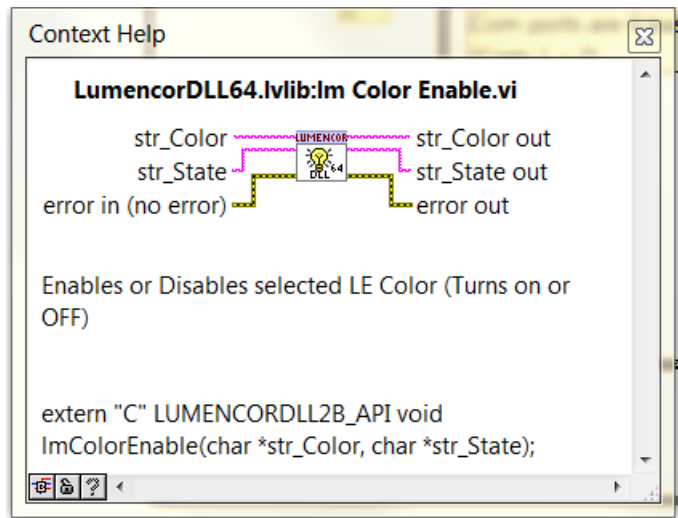 Context Help
LumencorDLL64.lvlib:lm Color Enable.vi
str_Color LUMENCOR str_Color out
str_State DLL 64 str_State out
error in (no error) error out
Enables or Disables selected LE Color (Turns on or
OFF)
extern "C" LUMENCORDLL2B_API void
lmColorEnable(char *str_Color, char *str_State);